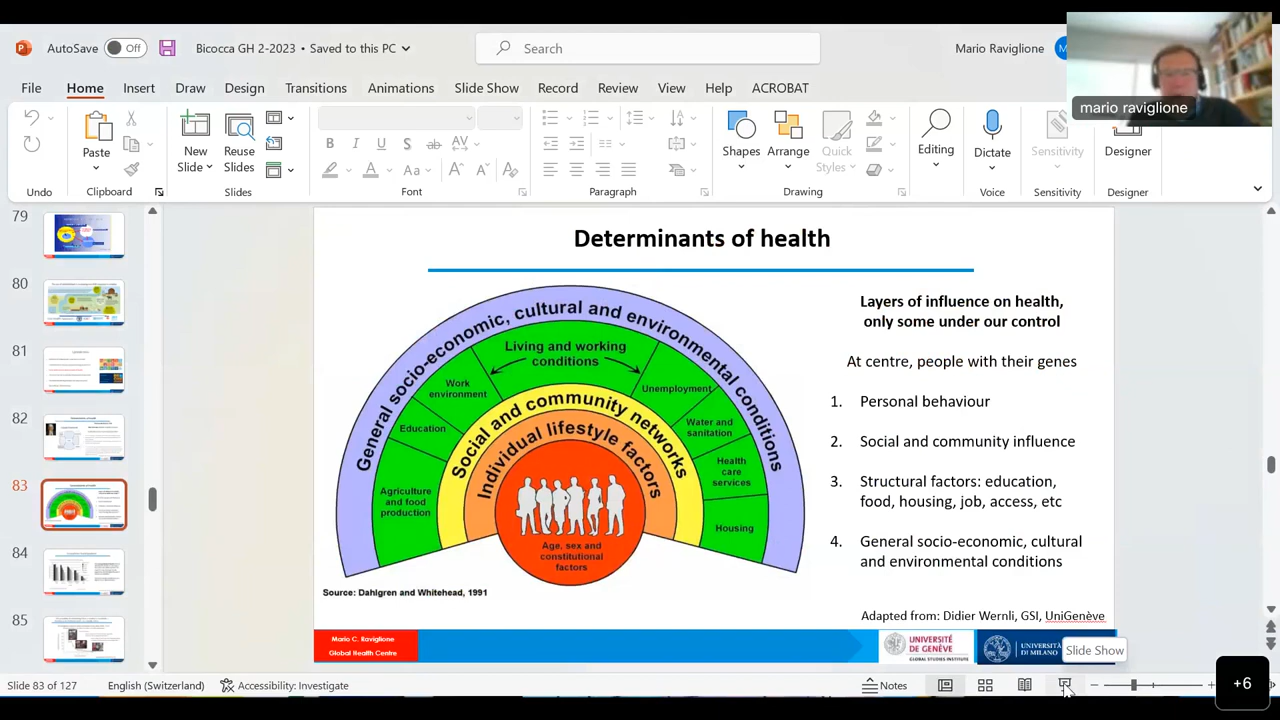 AutoSave Off
Bicocca GH 2-2023 • Saved to this PC
Search
Mario Raviglione
mario raviglione
File Home Insert Draw Design Transitions Animations Slide Show Record Review View Help ACROBAT
Paste
New Slide
Reuse Slides
B I U S ab AV
Aa A A
Shapes
Arrange
Quick Styles
Editing
Dictate
Sensitivity
Designer
Undo Clipboard Slides Font Paragraph Drawing Voice Sensitivity Designer
79
80
81
82
83
84
85
Determinants of health
General socio-economic, cultural and environmental conditions
Living and working
conditions
Work
environment
Unemployment
Education
Water and
sanitation
Agriculture
and food
production
Health
care
services
Housing
Social and community networks
Individual lifestyle factors
Age, sex and
constitutional
factors
Source: Dahlgren and Whitehead, 1991
Layers of influence on health,
only some under our control
At centre, people with their genes
1. Personal behaviour
2. Social and community influence
3. Structural factors: education,
food, housing, job, access, etc
4. General socio-economic, cultural
and environmental conditions
Adapted from: Didier Wernli, GSI, UniGenève
Mario C. Raviglione
Global Health Centre
UNIVERSITÉ
DE GENÈVE
GLOBAL STUDIES INSTITUTE
UNIVERSITÀ
DI MILANO
Slide Show
Slide 83 of 127
English (Switzerland)
Accessibility: Investigate
Notes
+6